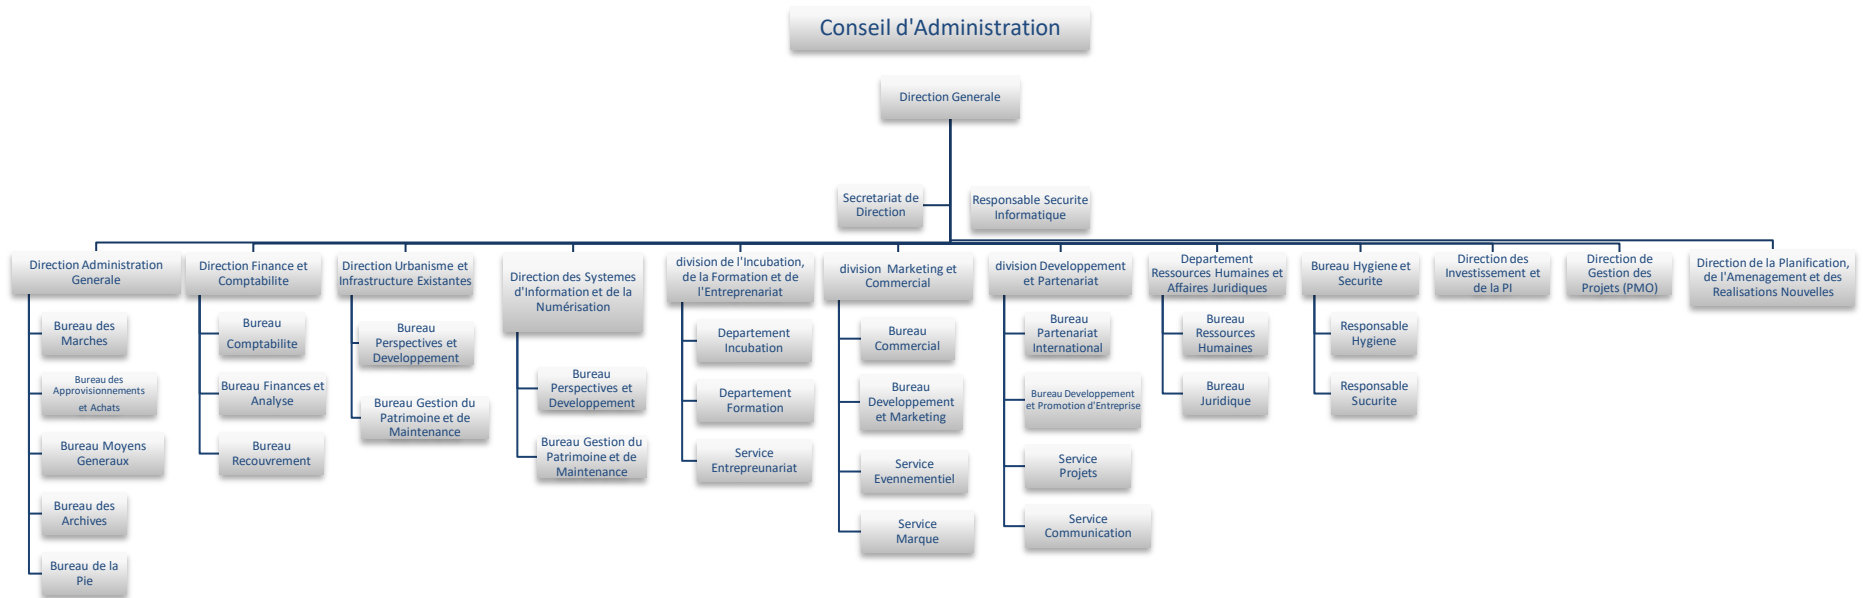 Conseil d'Administration
Direction Generale
Secretariat de
Direction
Responsable Securite
Informatique
Direction Administration
Generale
Bureau des
Marches
Bureau des
Approvisionnements
et Achats
Bureau Moyens
Generaux
Bureau des
Archives
Bureau de la
Pie
Direction Finance et
Comptabilite
Bureau
Comptabilite
Bureau Finances et
Analyse
Bureau
Recouvrement
Direction Urbanisme et
Infrastructure Existantes
Bureau
Perspectives et
Developpement
Bureau Gestion du
Patrimoine et de
Maintenance
Direction des Systemes
d'Information et de la
Numérisation
Bureau
Perspectives et
Developpement
Bureau Gestion du
Patrimoine et de
Maintenance
division de l'Incubation,
de la Formation et de
l'Entreprenariat
Departement
Incubation
Departement
Formation
Service
Entrepreunariat
division Marketing et
Commercial
Bureau
Commercial
Bureau
Developpement
et Marketing
Service
Evennementiel
Service
Marque
division Developpement
et Partenariat
Bureau
Partenariat
International
Bureau Developpement
et Promotion d'Entreprise
Service
Projets
Service
Communication
Departement
Ressources Humaines et
Affaires Juridiques
Bureau
Ressources
Humaines
Bureau
Juridique
Bureau Hygiene et
Securite
Responsable
Hygiene
Responsable
Sucurite
Direction des
Investissement et
de la PI
Direction de
Gestion des
Projets (PMO)
Direction de la Planification,
de l'Amenagement et des
Realisations Nouvelles